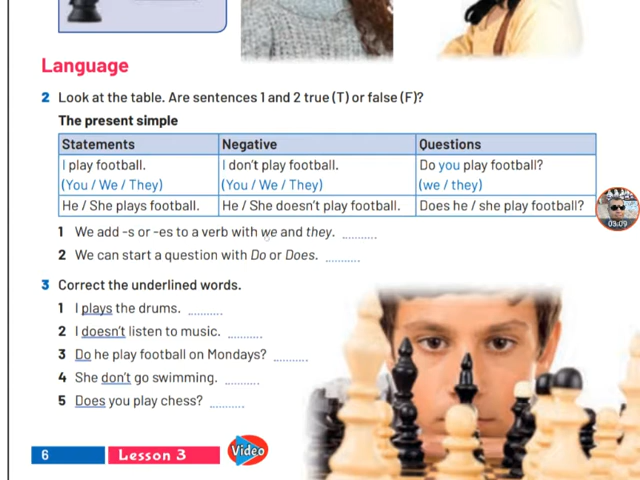 Language
2 Look at the table. Are sentences 1 and 2 true (T) or false (F)?
The present simple
Statements Negative Questions
I play football. I don't play football. Do you play football?
(You / We / They) (You / We / They) (we / they)
He / She plays football. He / She doesn't play football. Does he / she play football?
03:09
1 We add -s or -es to a verb with we and they. ............
2 We can start a question with Do or Does. ............
3 Correct the underlined words.
1 I plays the drums. ............
2 I doesn't listen to music. ............
3 Do he play football on Mondays? ............
4 She don't go swimming. ............
5 Does you play chess? ............
6 Lesson 3 Video